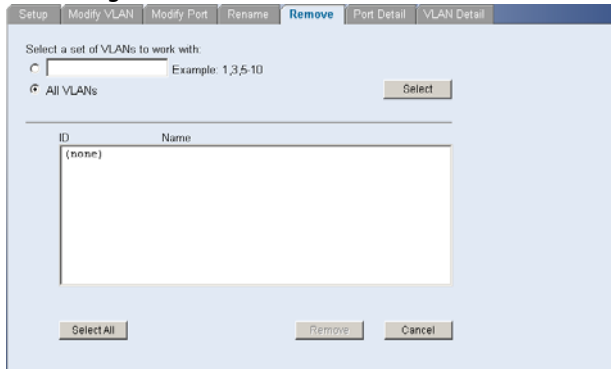 Setup Modify VLAN Modify Port Rename Remove Port Detail VLAN Detail
Select a set of VLANs to work with:
Example: 1,3,5-10
All VLANs Select
ID Name
(none)
Select All Remove Cancel